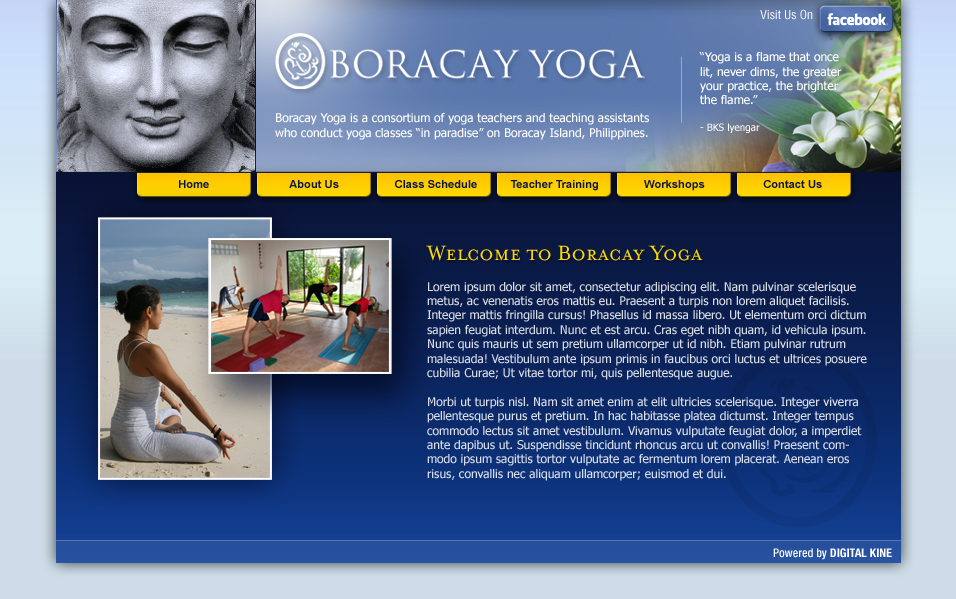 Visit Us On
facebook
BORACAY YOGA
Boracay Yoga is a consortium of yoga teachers and teaching assistants
who conduct yoga classes “in paradise” on Boracay Island, Philippines.
“Yoga is a flame that once
lit, never dims, the greater
your practice, the brighter
the flame.”
- BKS Iyengar
Home
About Us
Class Schedule
Teacher Training
Workshops
Contact Us
Welcome to Boracay Yoga
Lorem ipsum dolor sit amet, consectetur adipiscing elit. Nam pulvinar scelerisque
metus, ac venenatis eros mattis eu. Praesent a turpis non lorem aliquet facilisis.
Integer mattis fringilla cursus! Phasellus id massa libero. Ut elementum orci dictum
sapien feugiat interdum. Nunc et est arcu. Cras eget nibh quam, id vehicula ipsum.
Nunc quis mauris ut sem pretium ullamcorper ut id nibh. Etiam pulvinar rutrum
malesuada! Vestibulum ante ipsum primis in faucibus orci luctus et ultrices posuere
cubilia Curae; Ut vitae tortor mi, quis pellentesque augue.
Morbi ut turpis nisl. Nam sit amet enim at elit ultricies scelerisque. Integer viverra
pellentesque purus et pretium. In hac habitasse platea dictumst. Integer tempus
commodo lectus sit amet vestibulum. Vivamus vulputate feugiat dolor, a imperdiet
ante dapibus ut. Suspendisse tincidunt rhoncus arcu ut convallis! Praesent com-
modo ipsum sagittis tortor vulputate ac fermentum lorem placerat. Aenean eros
risus, convallis nec aliquam ullamcorper; euismod et dui.
Powered by DIGITAL KINE